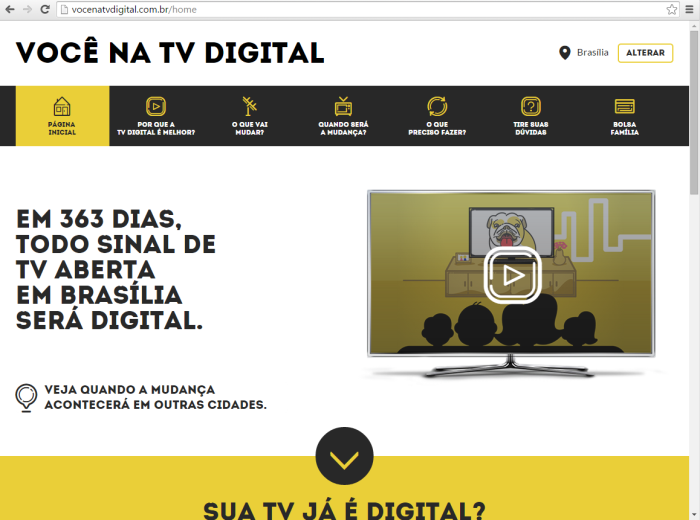 vocenatvdigital.com.br/home
VOCÊ NA TV DIGITAL
Brasília
ALTERAR
PÁGINA
INICIAL
POR QUE A
TV DIGITAL É MELHOR?
O QUE VAI
MUDAR?
QUANDO SERÁ
A MUDANÇA?
O QUE
PRECISO FAZER?
TIRE SUAS
DÚVIDAS
BOLSA
FAMÍLIA
EM 363 DIAS,
TODO SINAL DE
TV ABERTA
EM BRASÍLIA
SERÁ DIGITAL.
VEJA QUANDO A MUDANÇA
ACONTECERÁ EM OUTRAS CIDADES.
SUA TV JÁ É DIGITAL?